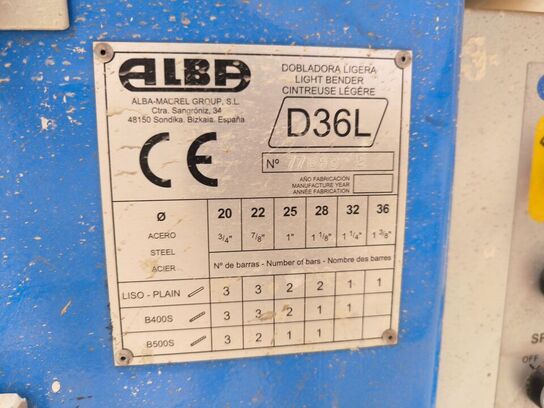 ALBA
ALBA-MACREL GROUP, S.L.
Ctra. Sangróniz, 34
48150 Sondika. Bizkaia. España
CE
DOBLADORA LIGERA
LIGHT BENDER
CINTREUSE LÉGÈRE
D36L
Nº
AÑO FABRICACIÓN
MANUFACTURE YEAR
ANNÉE FABRICATION
Ø 20 22 25 28 32 36
ACERO 3/4" 7/8" 1" 1 1/8" 1 1/4" 1 3/8"
STEEL
ACIER Nº de barras - Number of bars - Nombre des barres
LISO - PLAIN 3 3 2 2 1 1
B400S 3 3 2 1 1
B500S 3 2 1 1
SP
OFF